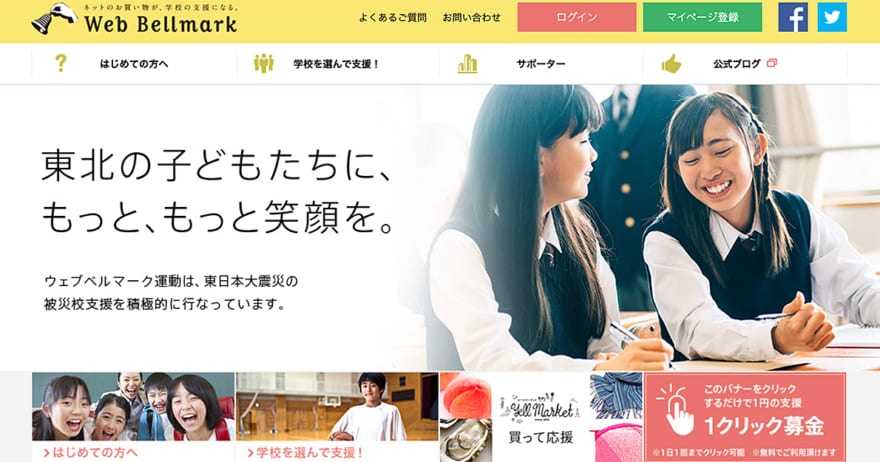 ネットのお買い物が、学校の支援になる。
Web Bellmark
よくあるご質問
お問い合わせ
ログイン
マイページ登録
はじめての方へ
学校を選んで支援！
サポーター
公式ブログ
東北の子どもたちに、
もっと、もっと笑顔を。
ウェブベルマーク運動は、東日本大震災の
被災校支援を積極的に行なっています。
はじめての方へ
学校を選んで支援！
Yell Market
買って応援
このバナーをクリック
するだけで1円の支援
1クリック募金
※1日1回までクリック可能 ※無料でご利用頂けます